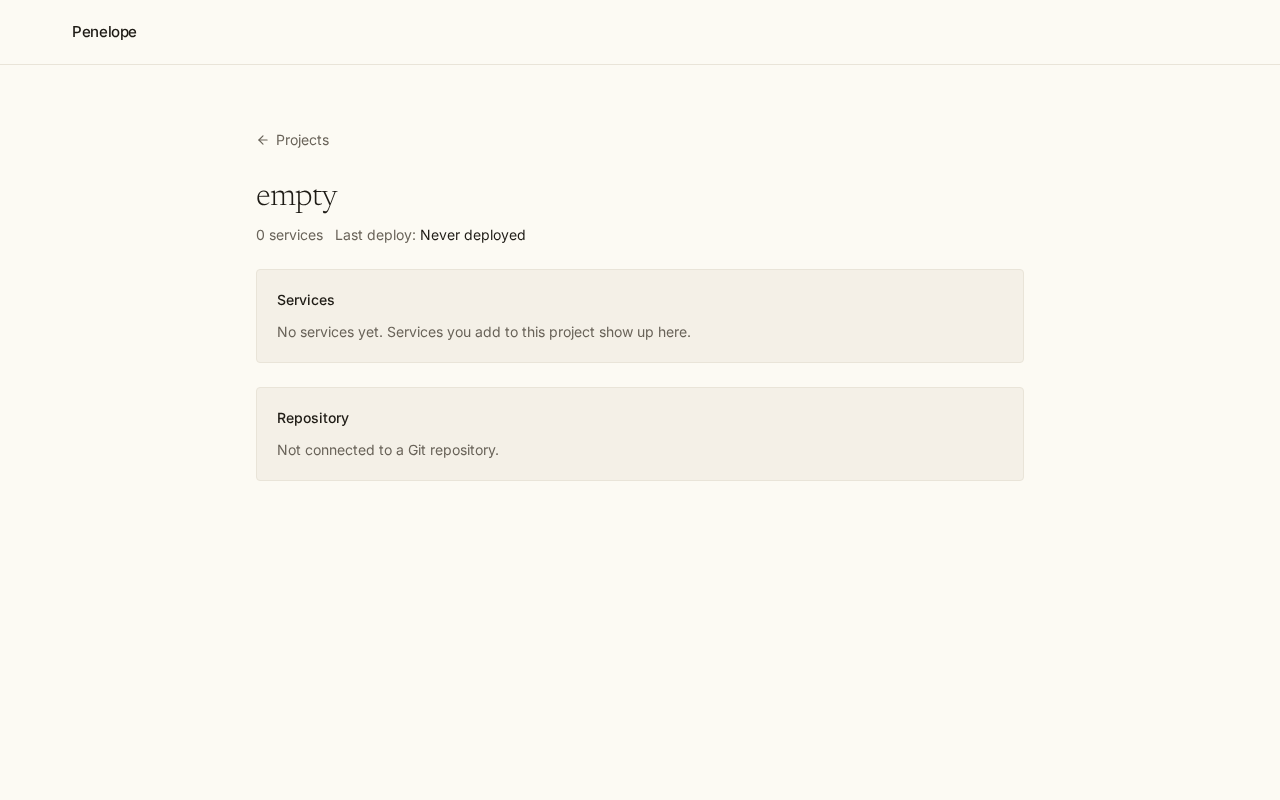 Penelope
← Projects
empty
0 services Last deploy: Never deployed
Services
No services yet. Services you add to this project show up here.
Repository
Not connected to a Git repository.